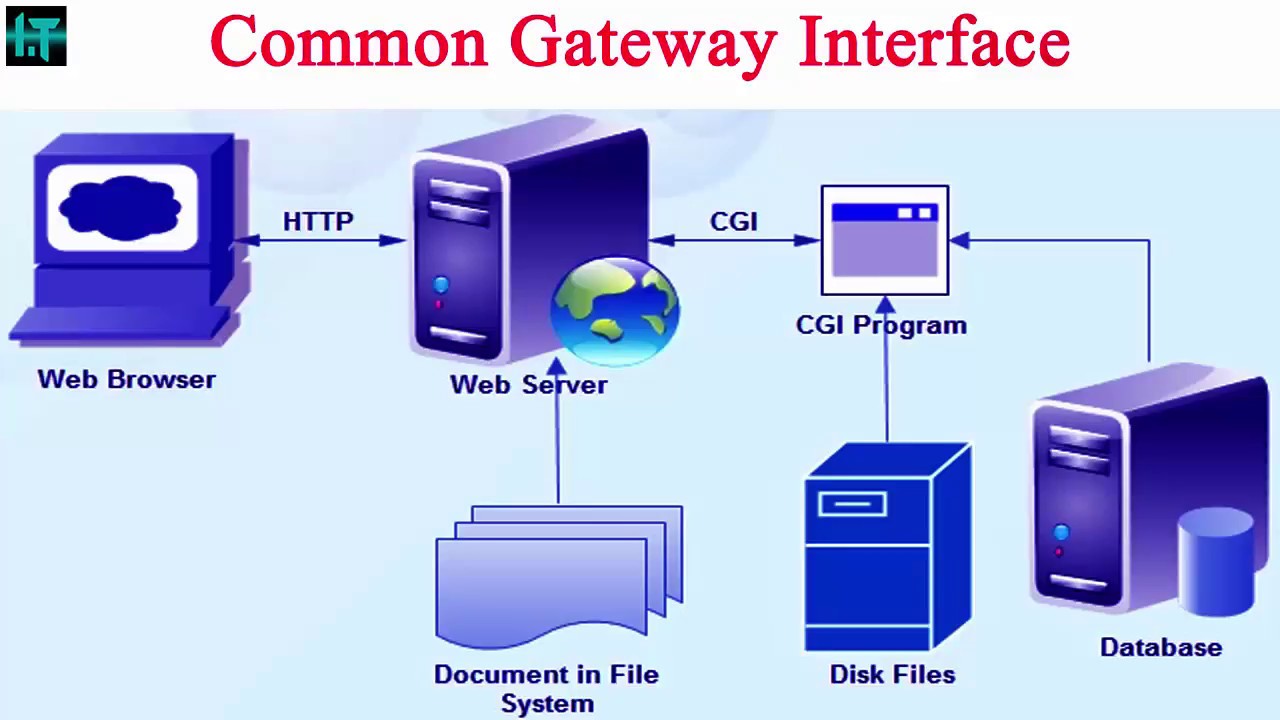 I.T
Common Gateway Interface
HTTP
CGI
CGI Program
Web Browser
Web Server
Document in File
System
Disk Files
Database